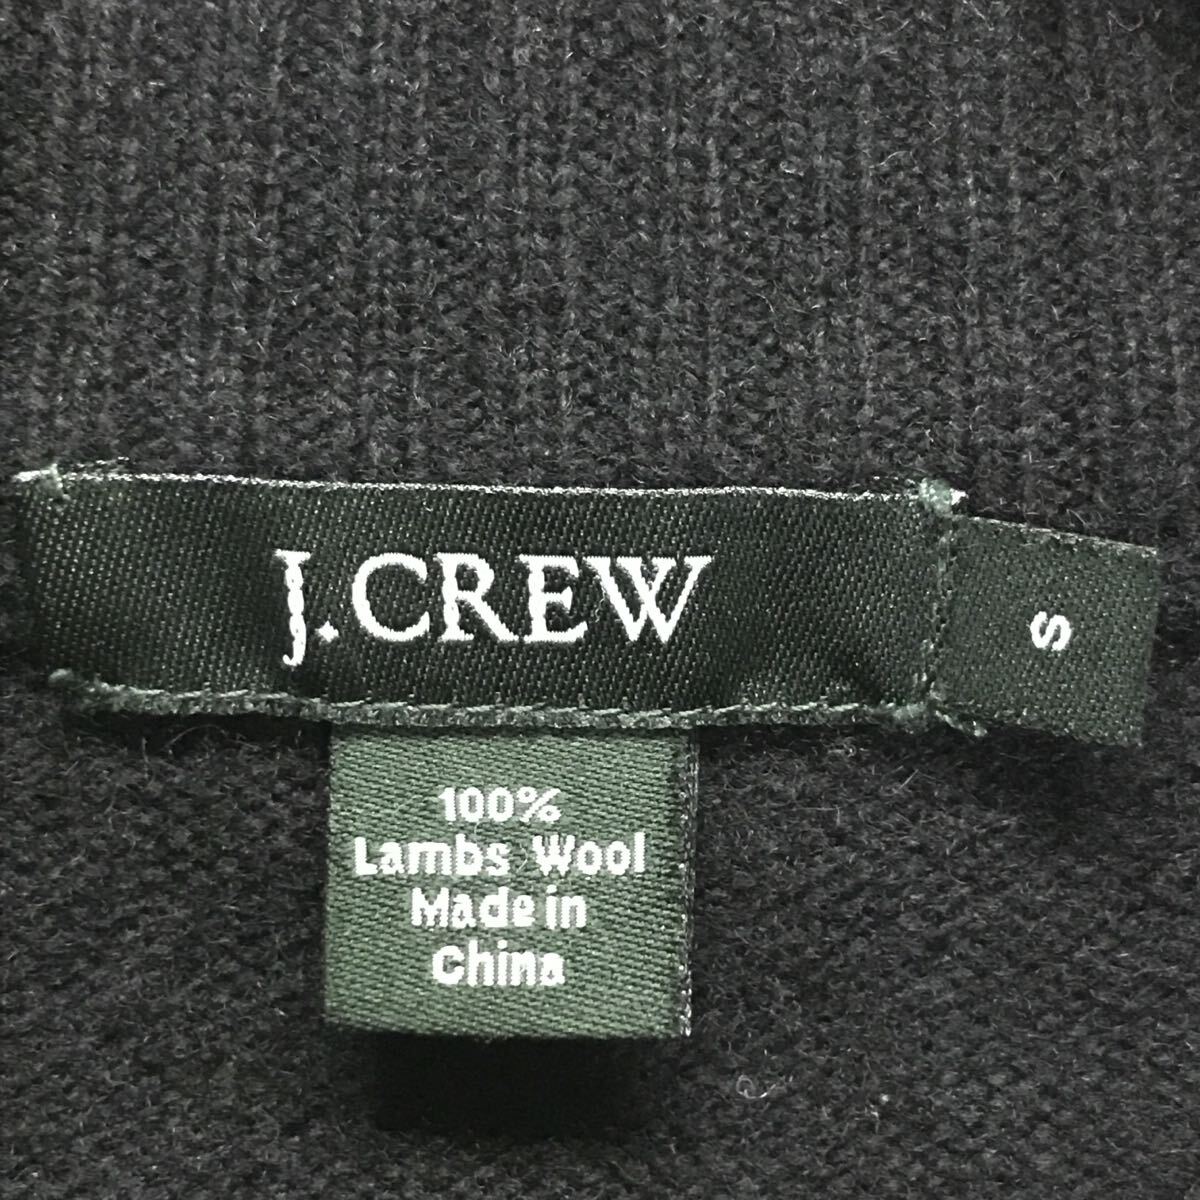 J.CREW
S
100%
Lambs Wool
Made in
China